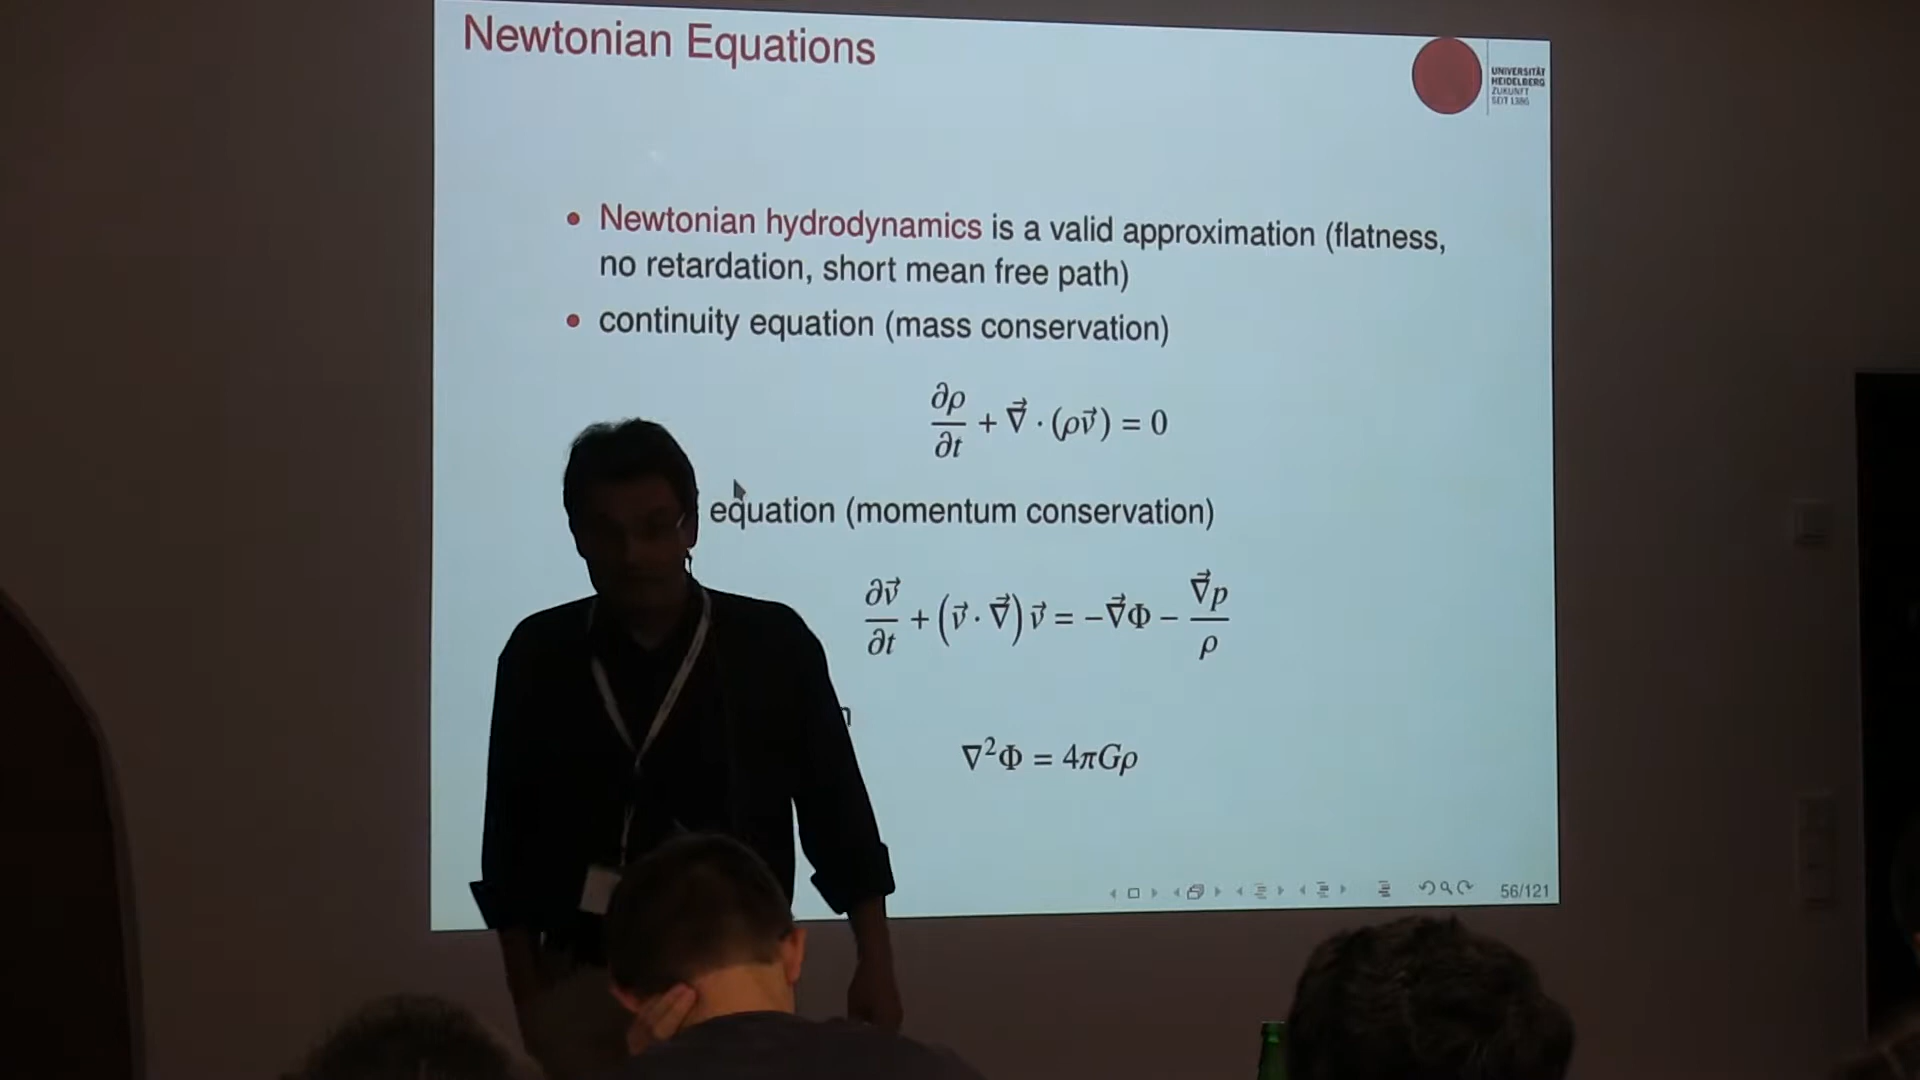 Newtonian Equations
UNIVERSITÄT
HEIDELBERG
ZUKUNFT
SEIT 1386
• Newtonian hydrodynamics is a valid approximation (flatness,
no retardation, short mean free path)
• continuity equation (mass conservation)
∂ρ/∂t + ∇⃗ · (ρv⃗) = 0
equation (momentum conservation)
∂v⃗/∂t + (v⃗ · ∇⃗) v⃗ = −∇⃗Φ − ∇⃗p/ρ
n
∇²Φ = 4πGρ
56/121